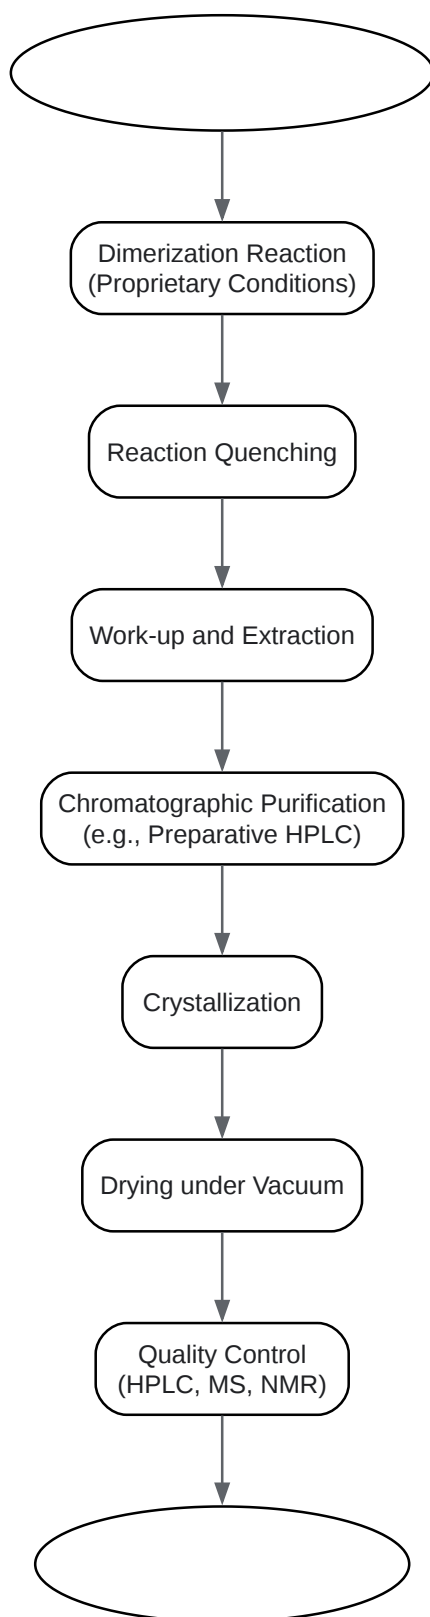 Dimerization Reaction
(Proprietary Conditions)
Reaction Quenching
Work-up and Extraction
Chromatographic Purification
(e.g., Preparative HPLC)
Crystallization
Drying under Vacuum
Quality Control
(HPLC, MS, NMR)